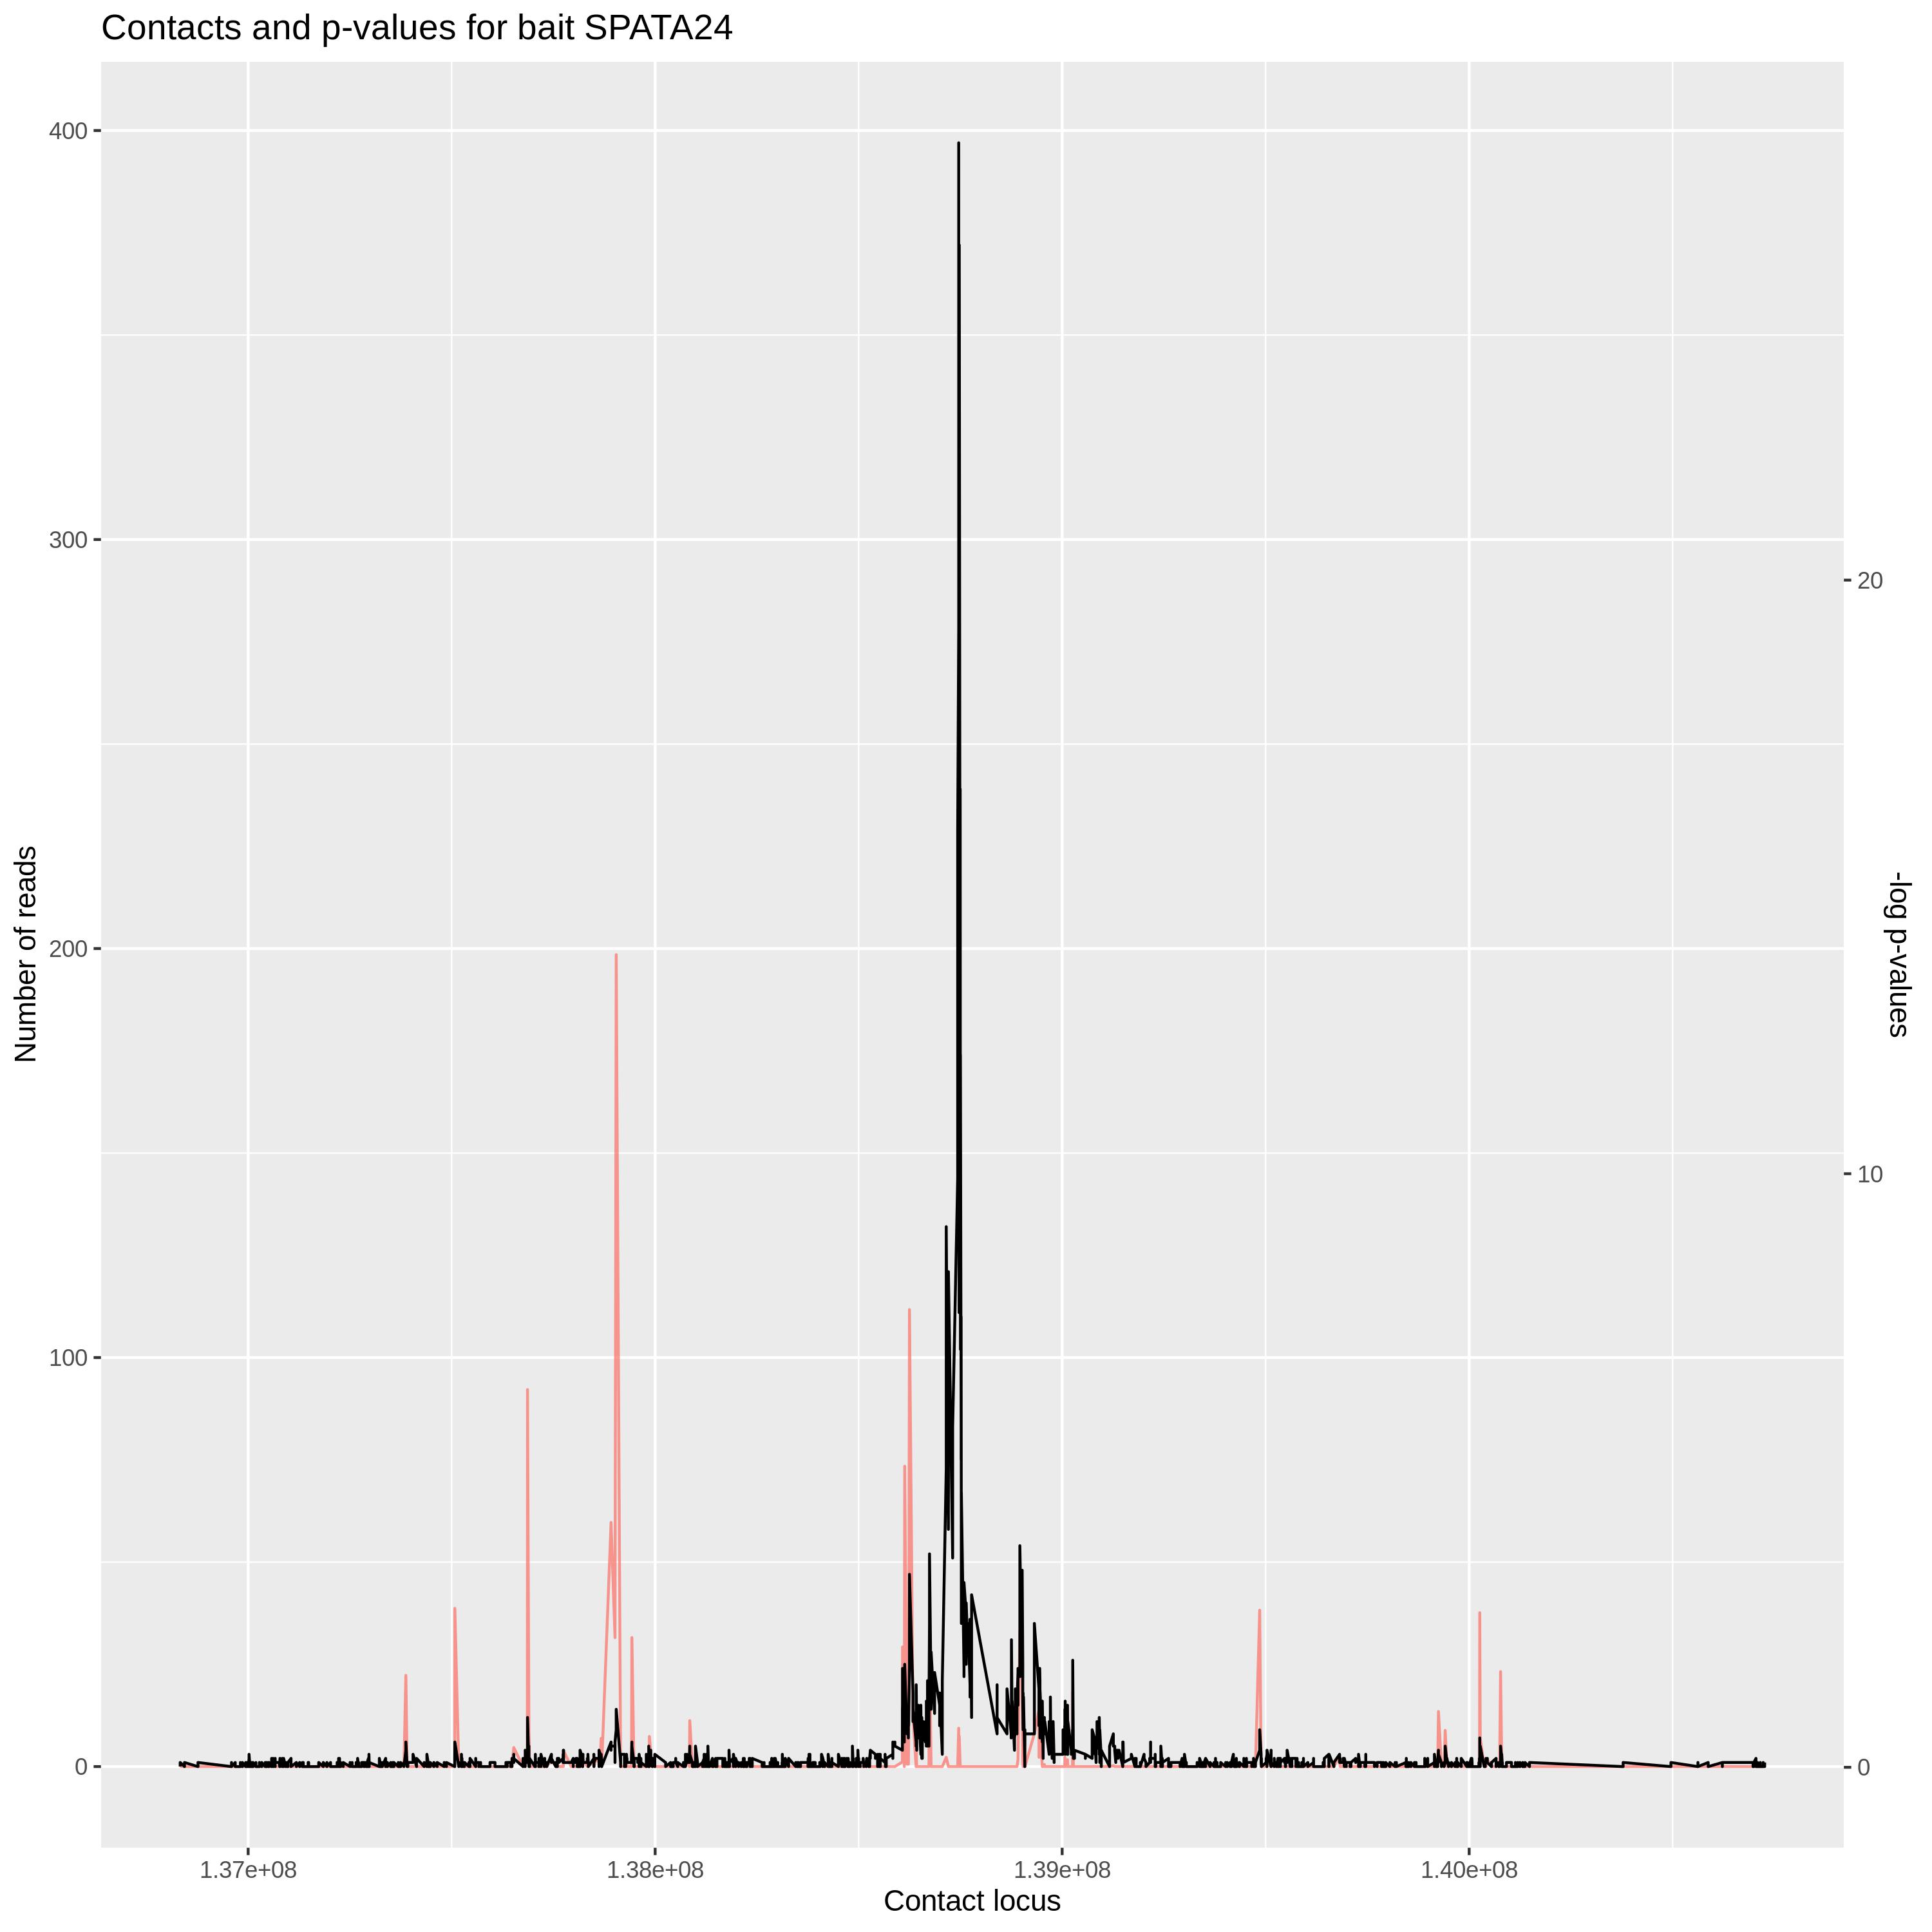 Contacts and p-values for bait SPATA24
400
300
200
100
0
Number of reads
20
10
0
-log p-values
1.37e+08
1.38e+08
1.39e+08
1.40e+08
Contact locus